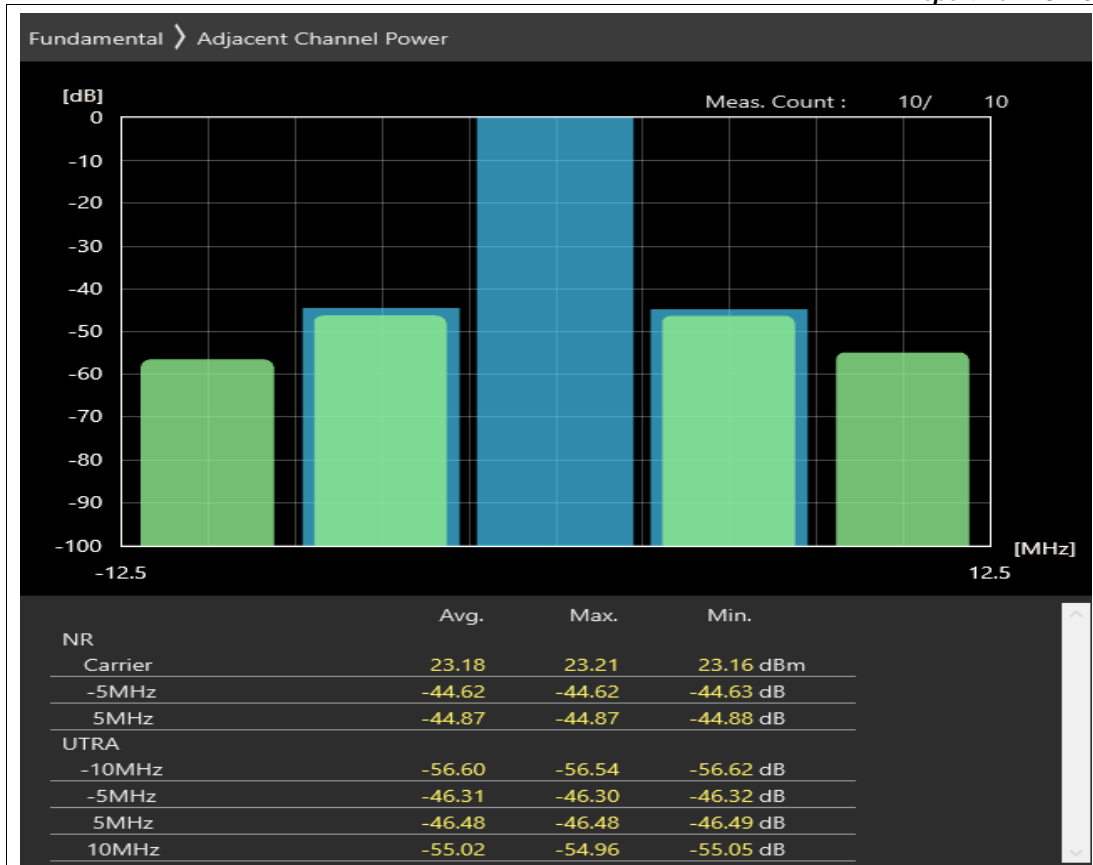 Fundamental ❯ Adjacent Channel Power
[dB]
Meas. Count : 10/ 10
0
-10
-20
-30
-40
-50
-60
-70
-80
-90
-100
[MHz]
-12.5 12.5
Avg. Max. Min.
NR
Carrier 23.18 23.21 23.16 dBm
-5MHz -44.62 -44.62 -44.63 dB
5MHz -44.87 -44.87 -44.88 dB
UTRA
-10MHz -56.60 -56.54 -56.62 dB
-5MHz -46.31 -46.30 -46.32 dB
5MHz -46.48 -46.48 -46.49 dB
10MHz -55.02 -54.96 -55.05 dB